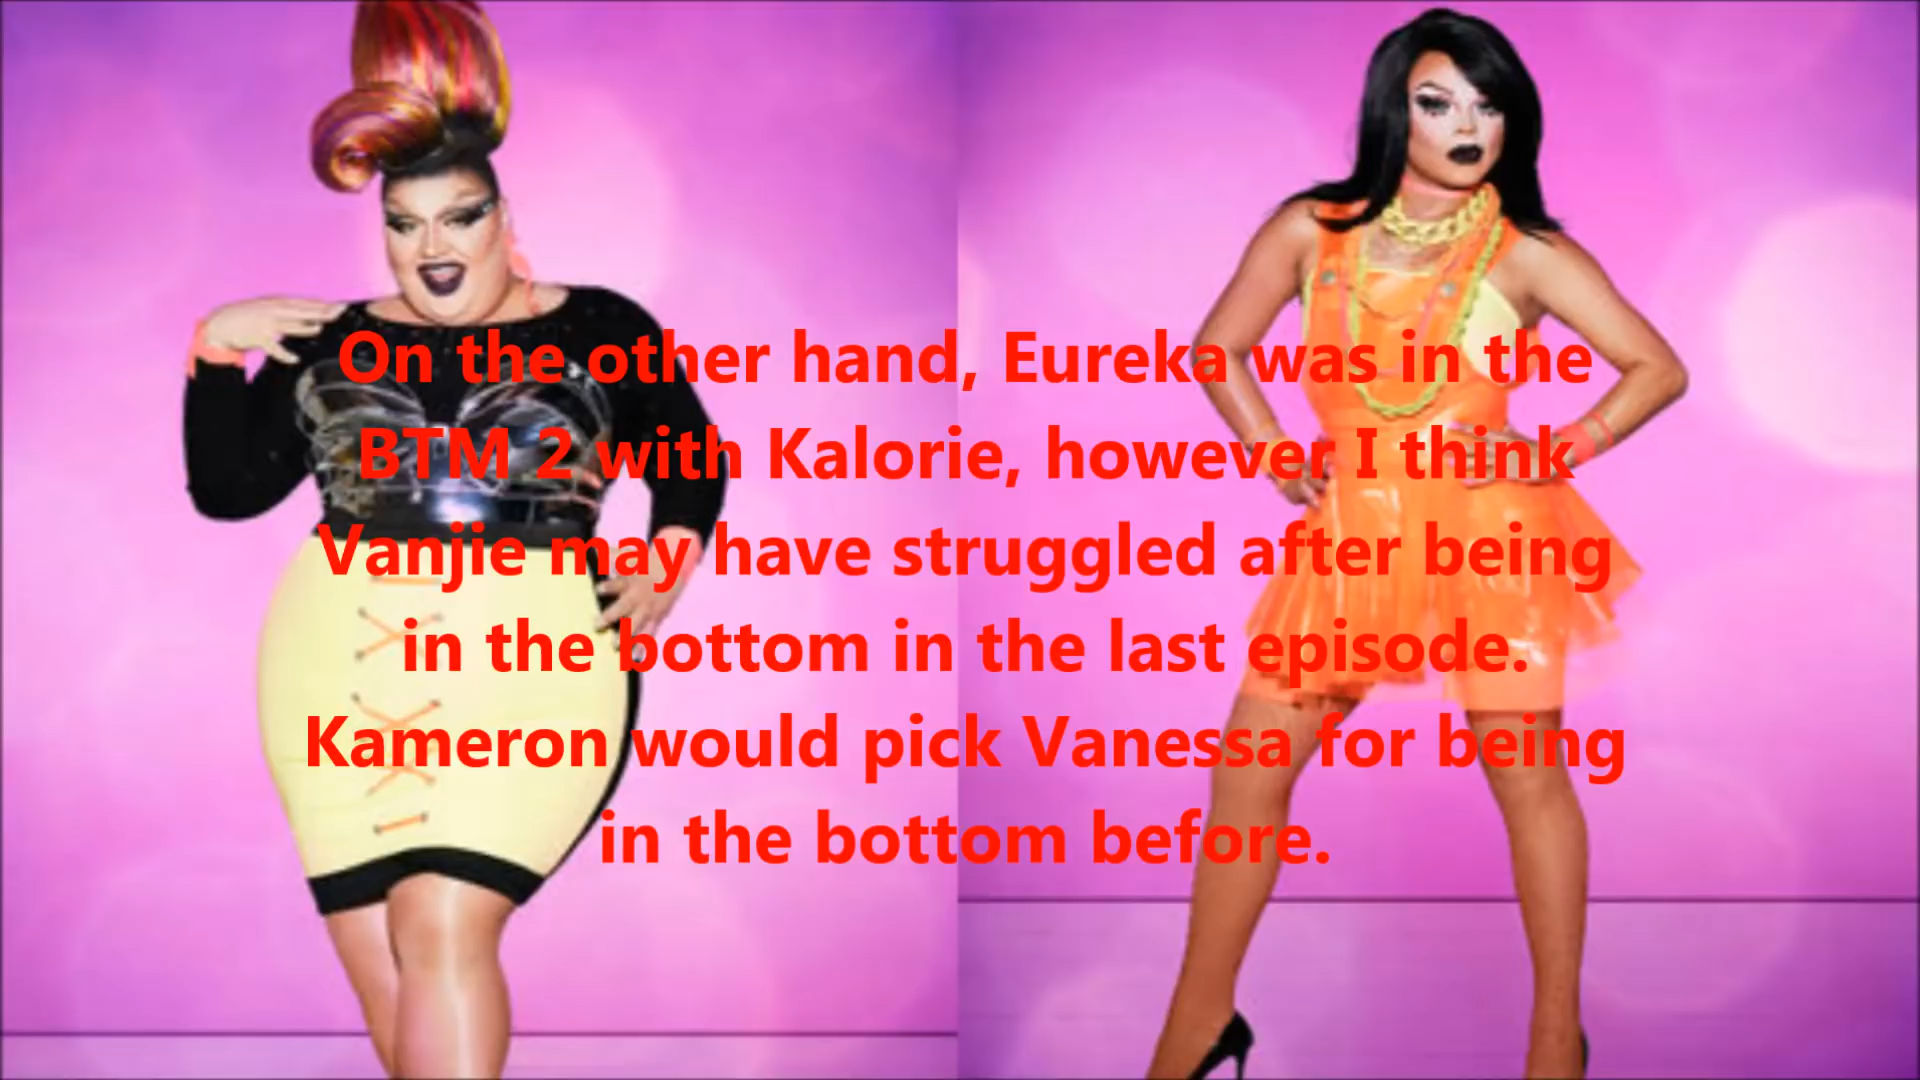 On the other hand, Eureka was in the
BTM 2 with Kalorie, however I think
Vanjie may have struggled after being
in the bottom in the last episode.
Kameron would pick Vanessa for being
in the bottom before.